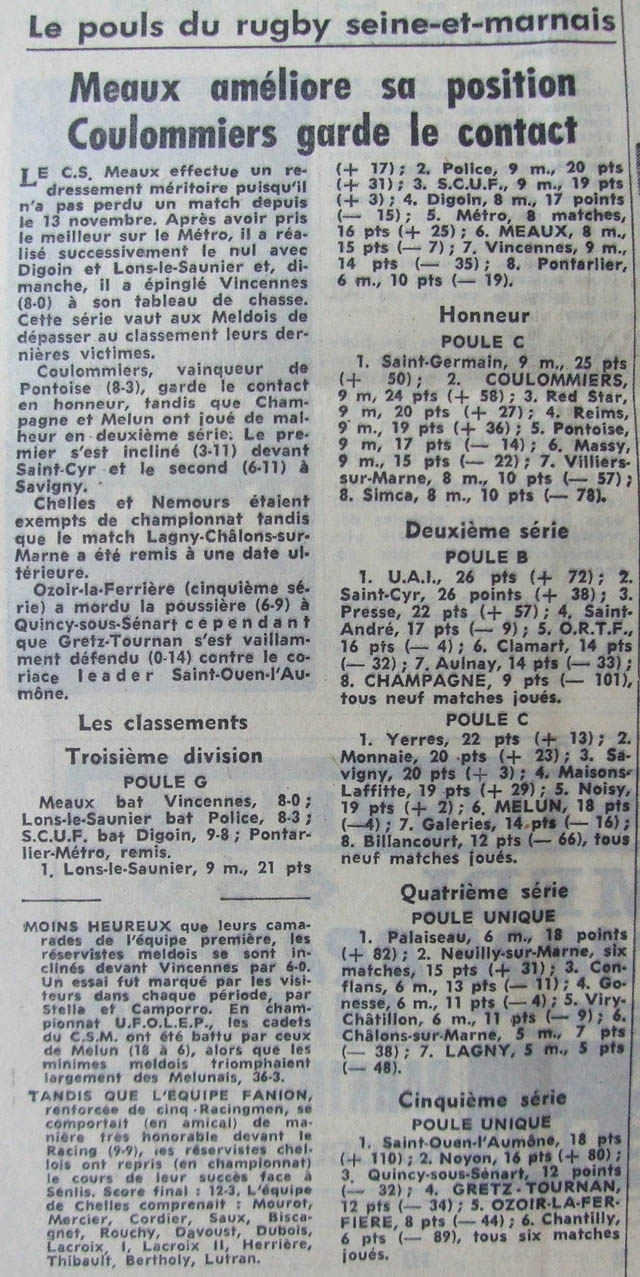 Le pouls du rugby seine-et-marnais
Meaux améliore sa position
Coulommiers garde le contact
LE C.S. Meaux effectue un re-
dressement méritoire puisqu'il
n'a pas perdu un match depuis
le 13 novembre. Après avoir pris
le meilleur sur le Métro, il a réa-
lisé successivement le nul avec
Digoin et Lons-le-Saunier et, di-
manche, il a épinglé Vincennes
(8-0) à son tableau de chasse.
Cette série vaut aux Meldois de
dépasser au classement leurs der-
nières victimes.
Coulommiers, vainqueur de
Pontoise (8-3), garde le contact
en honneur, tandis que Cham-
pagne et Melun ont joué de mal-
heur en deuxième série. Le pre-
mier s'est incliné (3-11) devant
Saint-Cyr et le second (6-11) à
Savigny.
Chelles et Nemours étaient
exempts de championnat tandis
que le match Lagny-Châlons-sur-
Marne a été remis à une date ul-
térieure.
Ozoir-la-Ferrière (cinquième sé-
rie) a mordu la poussière (6-9) à
Quincy-sous-Sénart cependant
que Gretz-Tournan s'est vaillam-
ment défendu (0-14) contre le co-
riace leader Saint-Ouen-l'Au-
mône.
Les classements
Troisième division
POULE G
Meaux bat Vincennes, 8-0 ;
Lons-le-Saunier bat Police, 8-3 ;
S.C.U.F. bat Digoin, 9-8 ; Pontar-
lier-Métro, remis.
1. Lons-le-Saunier, 9 m., 21 pts
(+ 17) ; 2. Police, 9 m., 20 pts
(+ 31) ; 3. S.C.U.F., 9 m., 19 pts
(+ 3) ; 4. Digoin, 8 m., 17 points
(— 15) ; 5. Métro, 8 matches,
16 pts (+ 25) ; 6. MEAUX, 8 m.,
15 pts (— 7) ; 7. Vincennes, 9 m.,
14 pts (— 35) ; 8. Pontarlier,
6 m., 10 pts (— 19).
Honneur
POULE C
1. Saint-Germain, 9 m., 25 pts
(+ 50) ; 2. COULOMMIERS,
9 m, 24 pts (+ 58) ; 3. Red Star,
9 m, 20 pts (+ 27) ; 4. Reims,
9 m., 19 pts (+ 36) ; 5. Pontoise,
9 m, 17 pts (— 14) ; 6. Massy,
9 m., 15 pts (— 22) ; 7. Villiers-
sur-Marne, 8 m., 10 pts (— 57) ;
8. Simca, 8 m., 10 pts (— 78).
Deuxième série
POULE B
1. U.A.I., 26 pts (+ 72) ; 2.
Saint-Cyr, 26 points (+ 38) ; 3.
Presse, 22 pts (+ 57) ; 4. Saint-
André, 17 pts (— 9) ; 5. O.R.T.F.,
16 pts (— 4) ; 6. Clamart, 14 pts
(— 32) ; 7. Aulnay, 14 pts (— 33) ;
8. CHAMPAGNE, 9 pts (— 101),
tous neuf matches joués.
POULE C
1. Yerres, 22 pts (+ 13) ; 2.
Monnaie, 20 pts (+ 23) ; 3. Sa-
vigny, 20 pts (+ 3) ; 4. Maisons-
Laffitte, 19 pts (+ 29) ; 5. Noisy,
19 pts (+ 2) ; 6. MELUN, 18 pts
(—4) ; 7. Galeries, 14 pts (— 16) ;
8. Billancourt, 12 pts (— 66), tous
neuf matches joués.
Quatrième série
POULE UNIQUE
1. Palaiseau, 6 m., 18 points
(+ 82) ; 2. Neuilly-sur-Marne, six
matches, 15 pts (+ 31) ; 3. Con-
flans, 6 m., 13 pts (— 11) ; 4. Go-
nesse, 6 m., 11 pts (— 4) ; 5. Viry-
Châtillon, 6 m., 11 pts (— 9) ; 6.
Châlons-sur-Marne, 5 m., 7 pts
(— 38) ; 7. LAGNY, 5 m., 5 pts
(— 48).
Cinquième série
POULE UNIQUE
1. Saint-Ouen-l'Aumône, 18 pts
(+ 110) ; 2. Noyon, 16 pts (+ 80) ;
3. Quincy-sous-Sénart, 12 points
(— 32) ; 4. GRETZ-TOURNAN,
12 pts (— 34) ; 5. OZOIR-LA-FER-
FIERE, 8 pts (— 44) ; 6. Chantilly,
6 pts (— 89), tous six matches
joués.
MOINS HEUREUX que leurs cama-
rades de l'équipe première, les
réservistes meldois se sont in-
clinés devant Vincennes par 6-0.
Un essai fut marqué par les visi-
teurs dans chaque période, par
Stella et Camporro. En cham-
pionnat U.F.O.L.E.P., les cadets
du C.S.M. ont été battu par ceux
de Melun (18 à 6), alors que les
minimes meldois triomphaient
largement des Melunais, 36-3.
TANDIS QUE L'EQUIPE FANION,
renforcée de cinq Racingmen, se
comportait (en amical) de ma-
nière très honorable devant le
Racing (9-9), les réservistes chel-
lois ont repris (en championnat)
le cours de leur succès face à
Senlis. Score final : 12-3. L'équipe
de Chelles comprenait : Mourot,
Mercier, Cordier, Saux, Bisca-
gnet, Rouchy, Davoust, Dubois,
Lacroix I, Lacroix II, Herrière,
Thibault, Bertholy, Lutran.